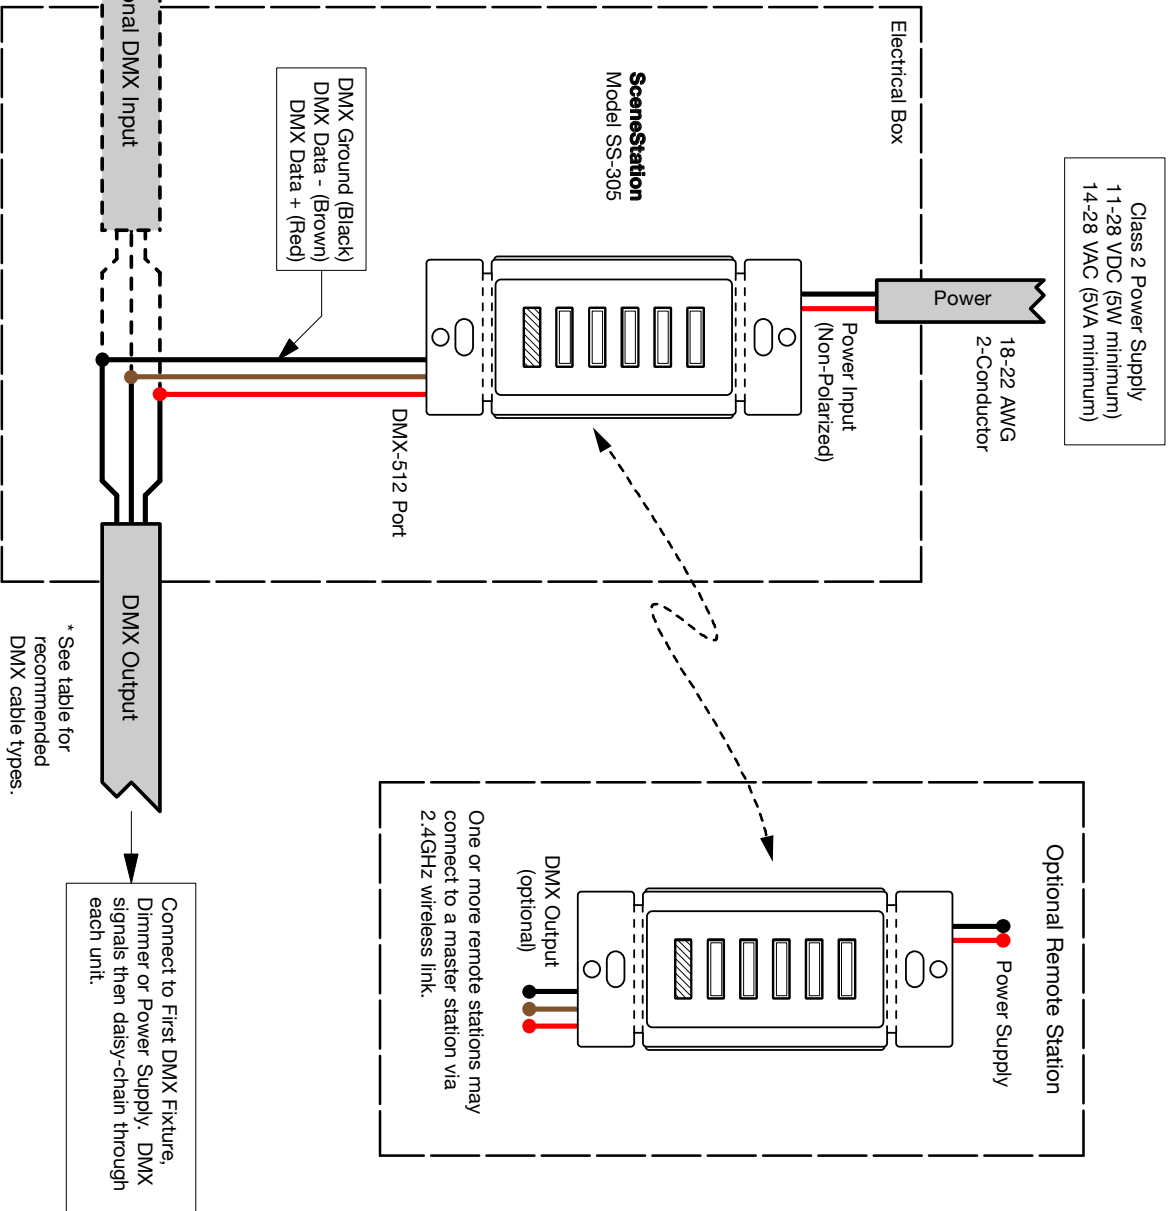 Class 2 Power Supply
11-28 VDC (5W minimum)
14-28 VAC (5VA minimum)
Electrical Box
Power
18-22 AWG
2-Conductor
SceneStation
Model SS-305
Power Input
(Non-Polarized)
DMX Ground (Black)
DMX Data - (Brown)
DMX Data + (Red)
DMX-512 Port
DMX Input
DMX Output
* See table for
recommended
DMX cable types.
Connect to First DMX Fixture,
Dimmer or Power Supply. DMX
signals then daisy-chain through
each unit.
Optional Remote Station
Power Supply
DMX Output
(optional)
One or more remote stations may
connect to a master station via
2.4GHz wireless link.